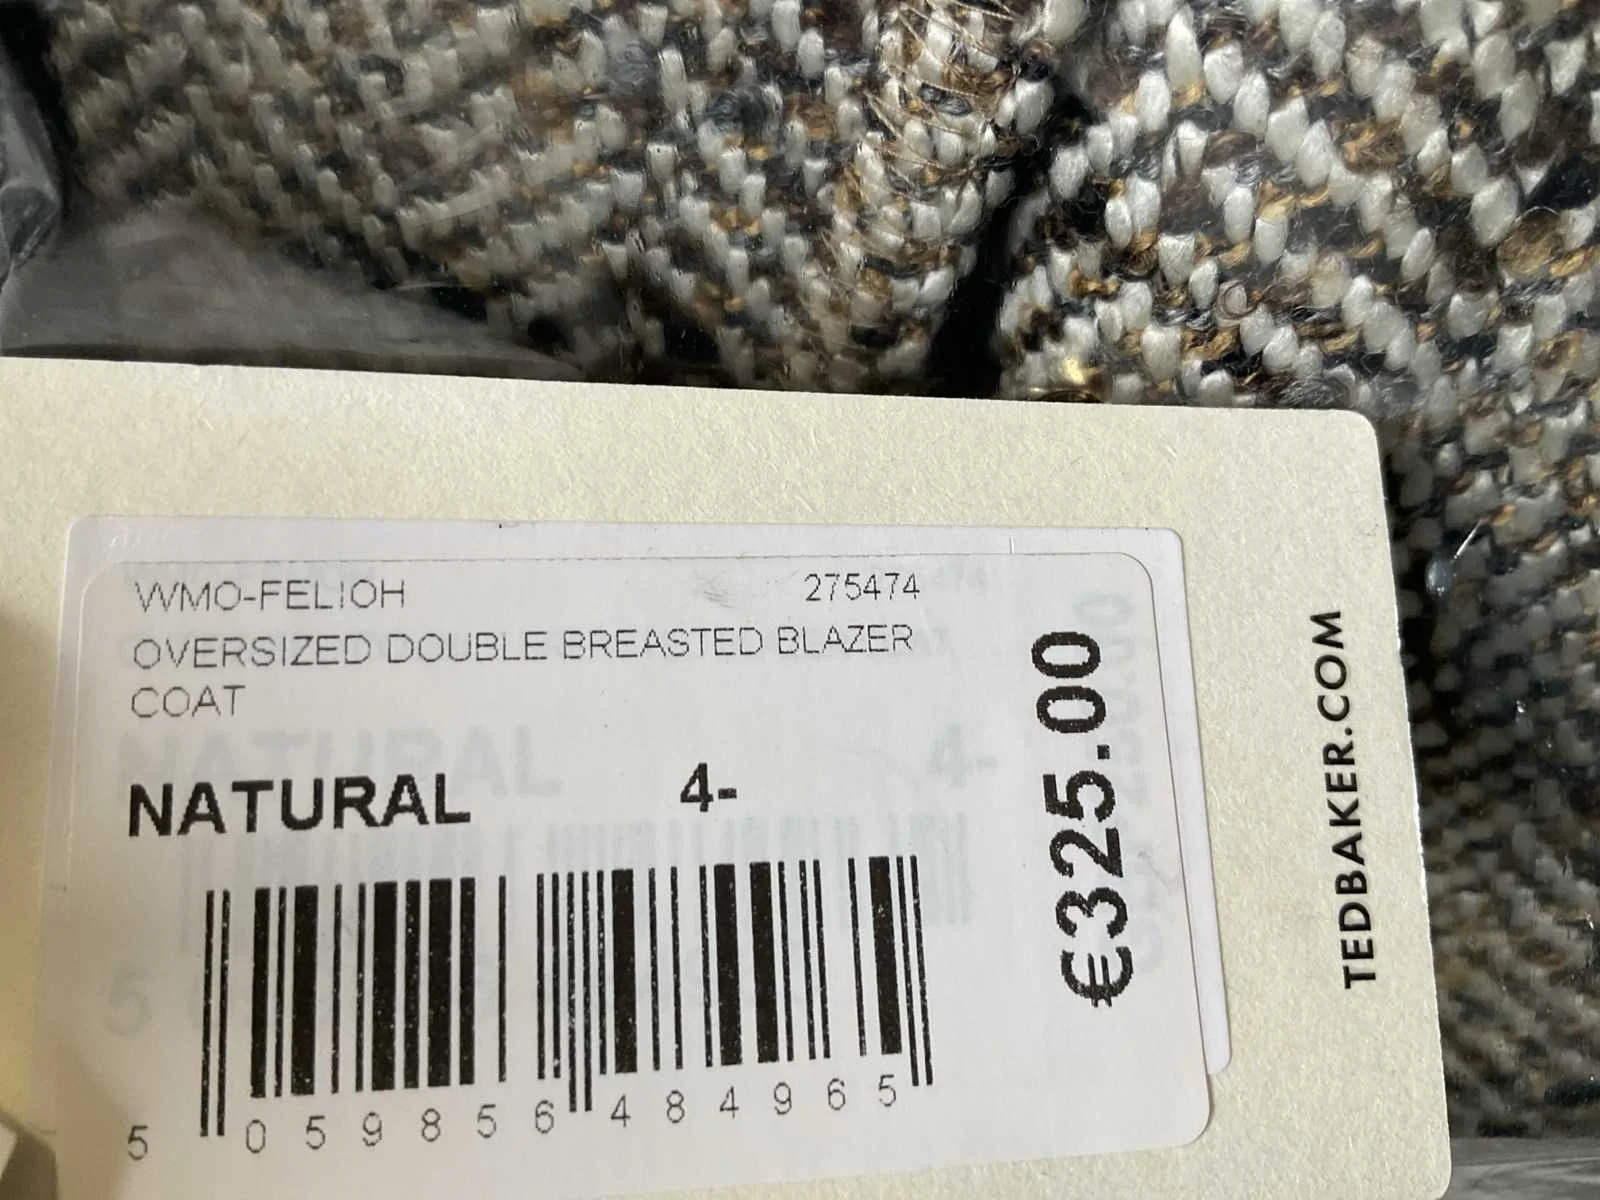 WMO-FELIOH 275474
OVERSIZED DOUBLE BREASTED BLAZER
COAT
NATURAL 4-
€325.00
5 059856 484965
TEDBAKER.COM